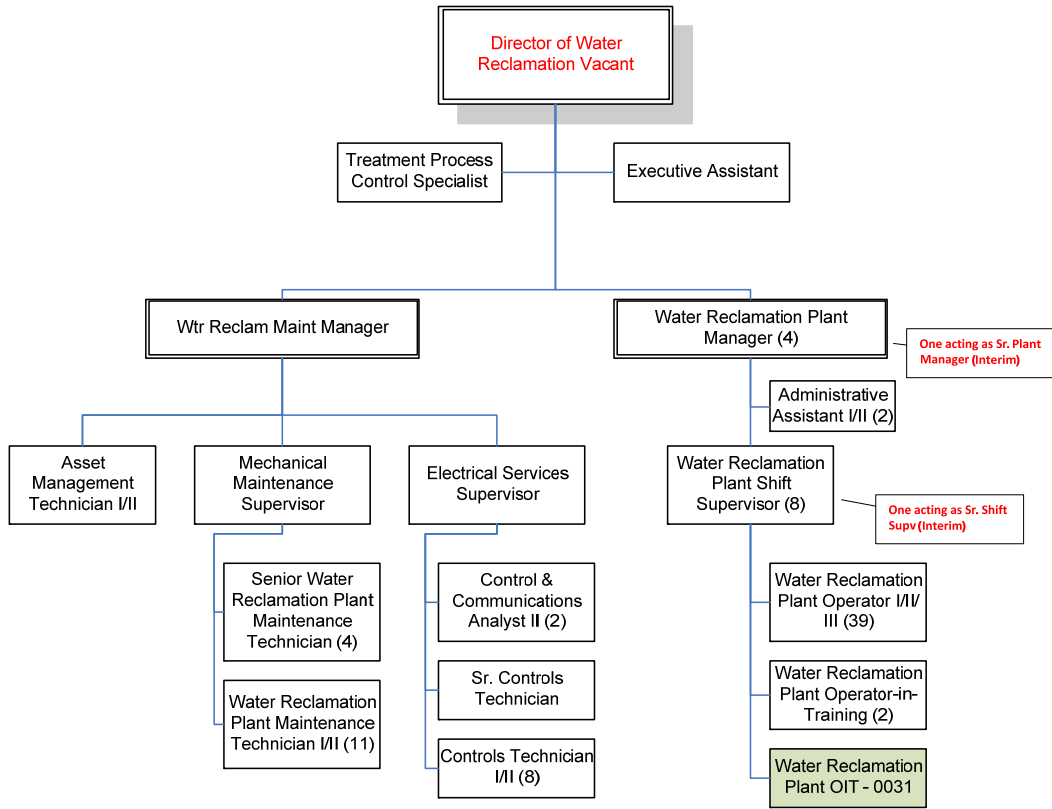 Director of Water
Reclamation Vacant
Treatment Process
Control Specialist
Executive Assistant
Wtr Reclam Maint Manager
Water Reclamation Plant
Manager (4)
One acting as Sr. Plant
Manager (Interim)
Administrative
Assistant I/II (2)
Asset
Management
Technician I/II
Mechanical
Maintenance
Supervisor
Electrical Services
Supervisor
Water Reclamation
Plant Shift
Supervisor (8)
One acting as Sr. Shift
Supv (Interim)
Senior Water
Reclamation Plant
Maintenance
Technician (4)
Water Reclamation
Plant Maintenance
Technician I/II (11)
Control &
Communications
Analyst II (2)
Sr. Controls
Technician
Controls Technician
I/II (8)
Water Reclamation
Plant Operator I/II/
III (39)
Water Reclamation
Plant Operator-in-
Training (2)
Water Reclamation
Plant OIT - 0031